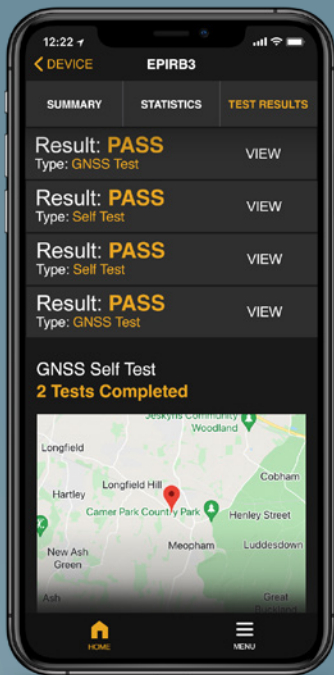 12:22
DEVICE
EPIRB3
SUMMARY
STATISTICS
TEST RESULTS
Result: PASS
Type: GNSS Test
VIEW
Result: PASS
Type: Self Test
VIEW
Result: PASS
Type: Self Test
VIEW
Result: PASS
Type: GNSS Test
VIEW
GNSS Self Test
2 Tests Completed
Jeskyns Community
Woodland
Longfield
Cobham
Longfield Hill
Hartley
Camer Park Country Park
Henley Street
Meopham
Luddesdown
New Ash
Green
Ash
Great
Buckland
HOME
MENU